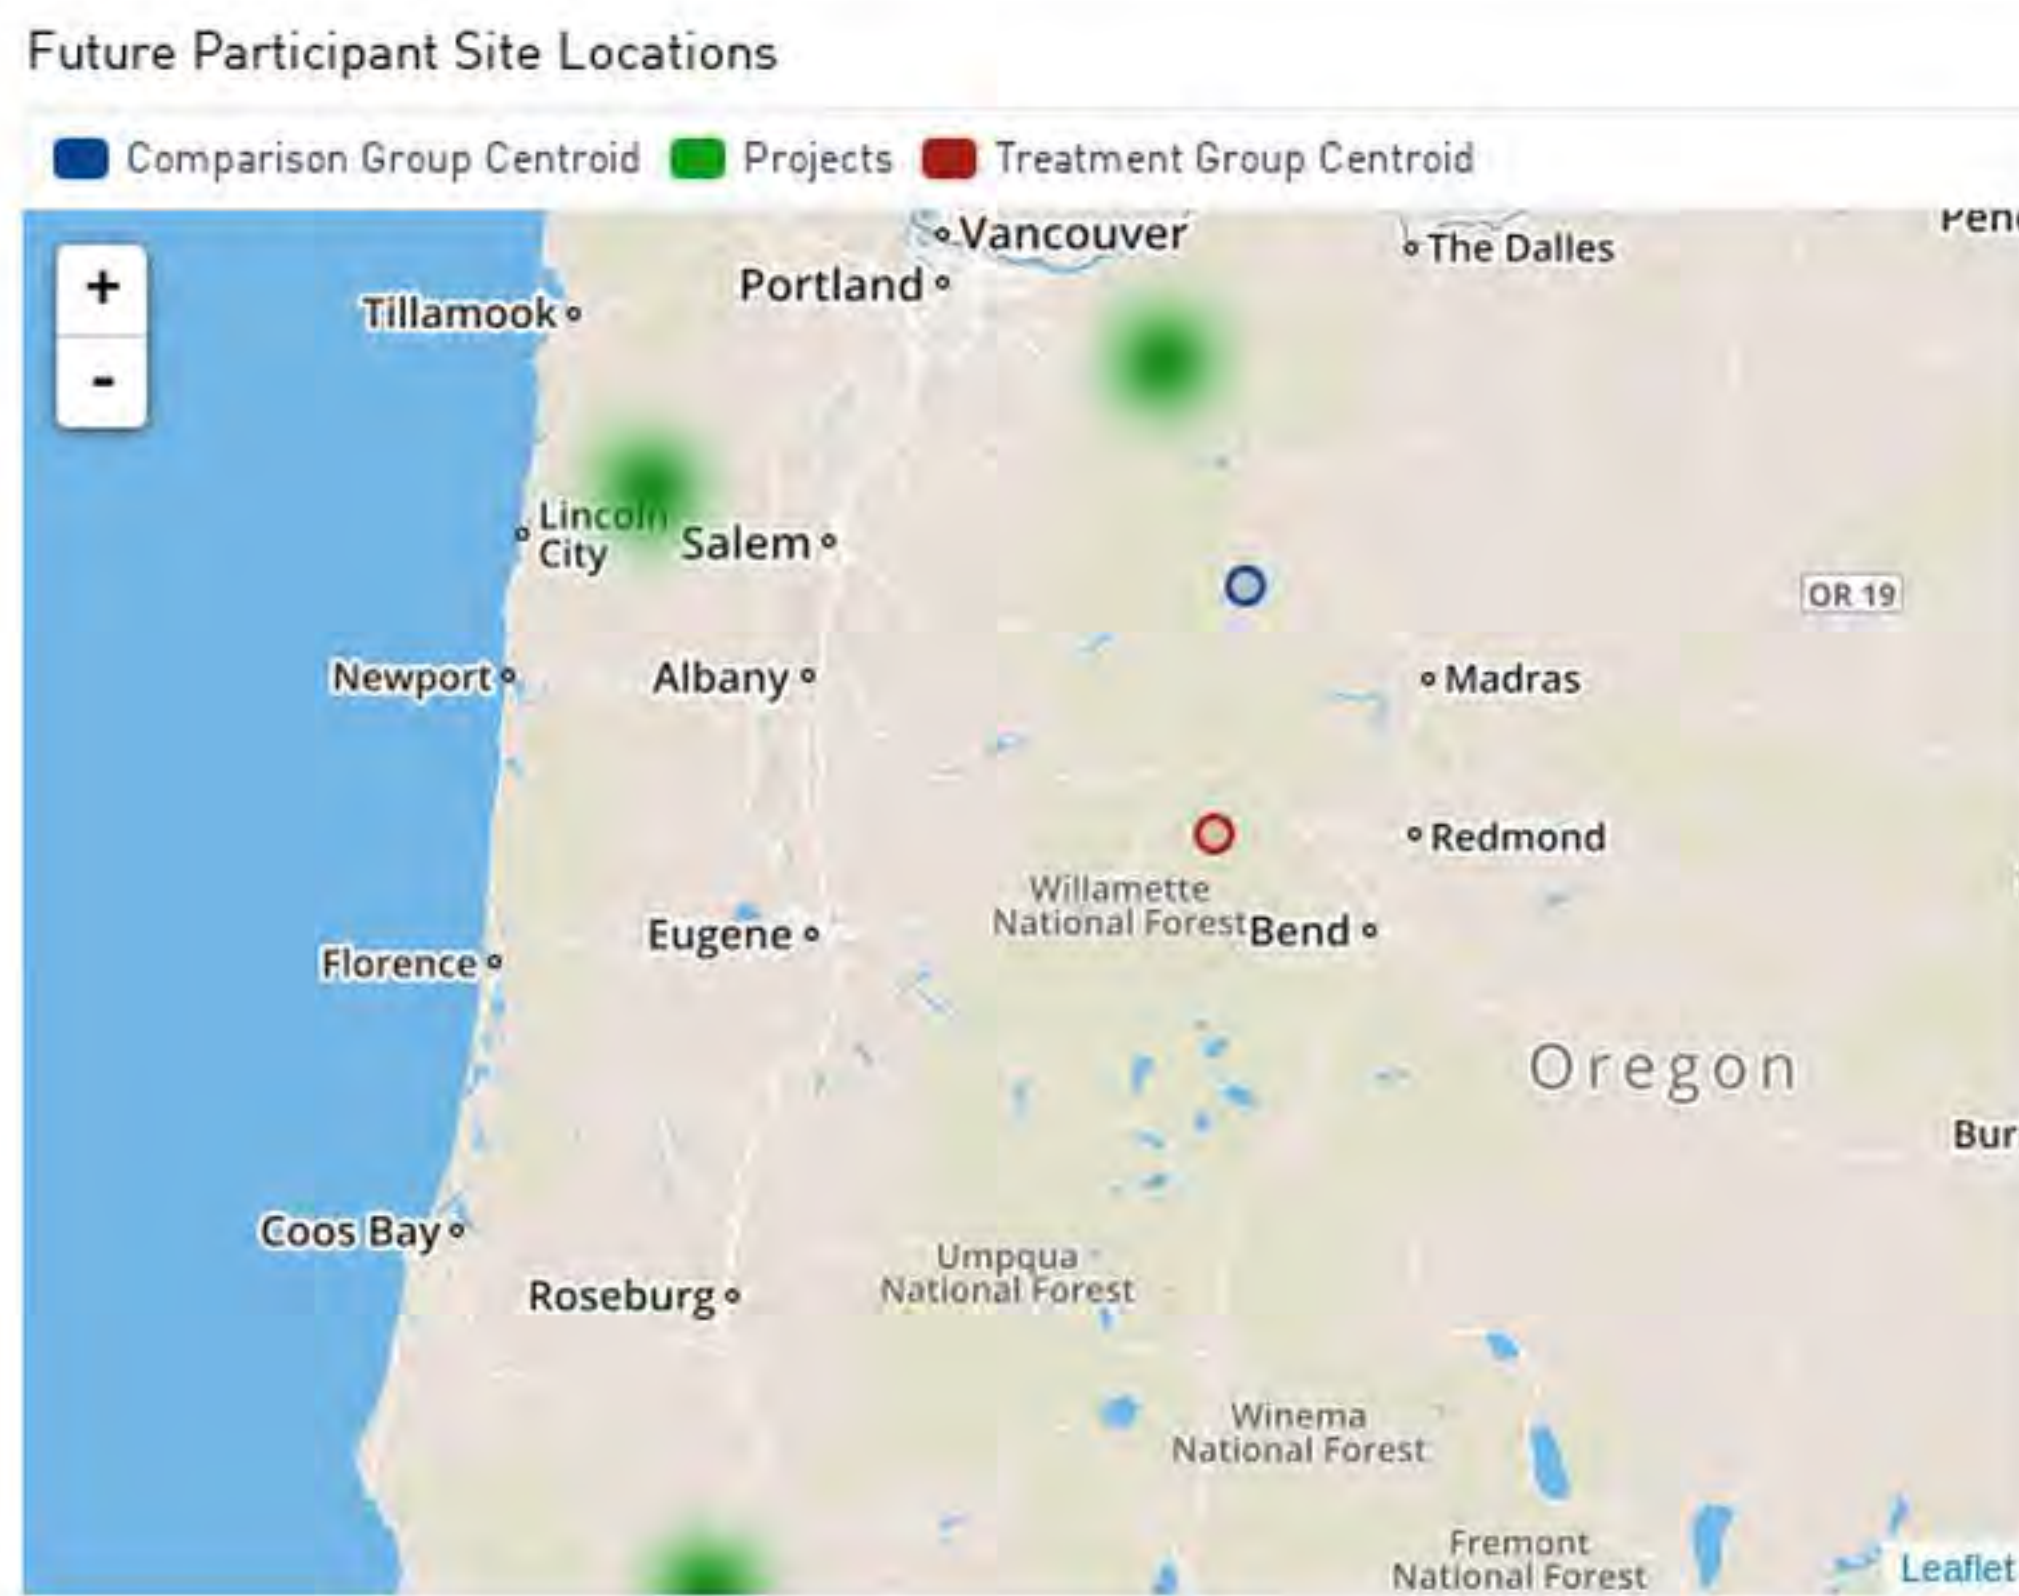 Future Participant Site Locations
Comparison Group Centroid Projects Treatment Group Centroid
+
-
Vancouver
The Dalles
Portland
Tillamook
Lincoln
City
Salem
OR 19
Newport
Albany
Madras
Redmond
Willamette
National Forest
Bend
Eugene
Florence
Oregon
Bur
Coos Bay
Umpqua
National Forest
Roseburg
Winema
National Forest
Fremont
National Forest
Leaflet